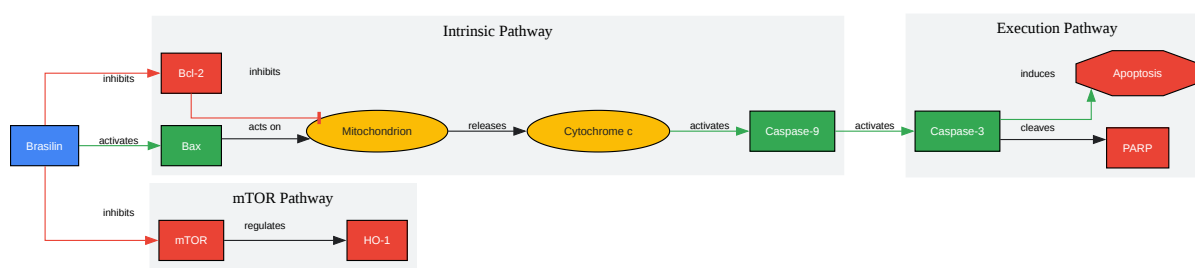 Intrinsic Pathway
Execution Pathway
Bcl-2
inhibits
inhibits
induces
Apoptosis
Brasilin
activates
Bax
acts on
Mitochondrion
releases
Cytochrome c
activates
Caspase-9
activates
Caspase-3
cleaves
PARP
mTOR Pathway
inhibits
mTOR
regulates
HO-1